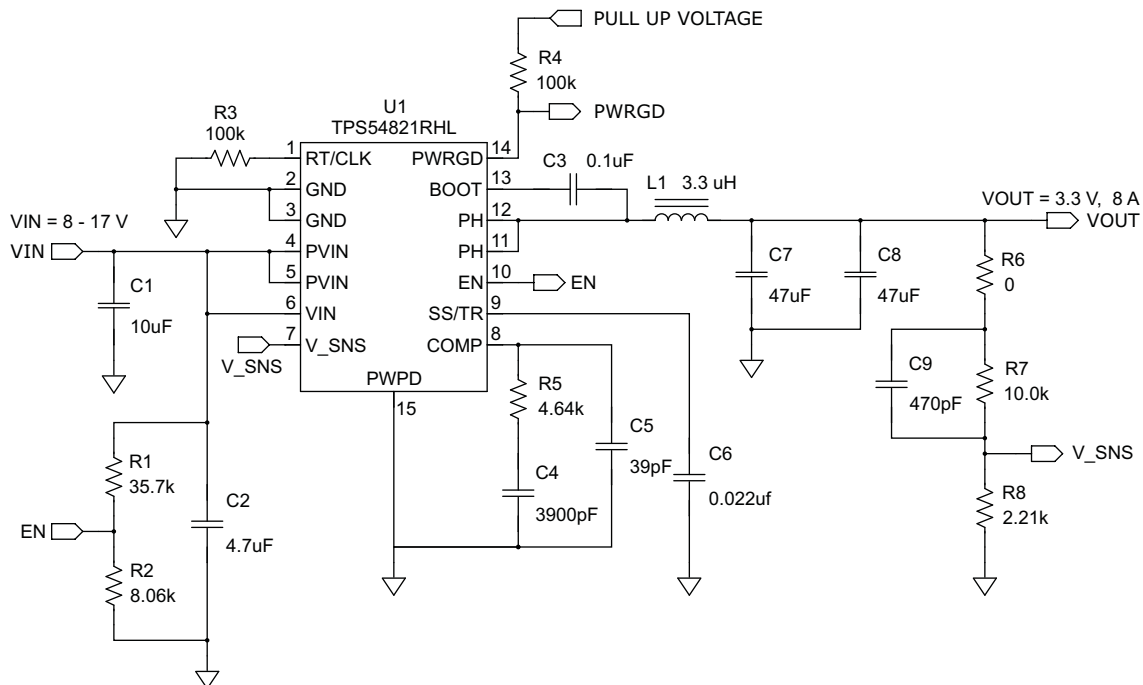 PULL UP VOLTAGE
R4
100k
PWRGD
U1
TPS54821RHL
R3
100k
1 RT/CLK PWRGD 14
2 GND BOOT 13
3 GND PH 12
4 PVIN PH 11
5 PVIN EN 10
6 VIN SS/TR 9
7 V_SNS COMP 8
PWPD
15
C3 0.1uF
L1 3.3 uH
VOUT = 3.3 V, 8 A
VOUT
VIN = 8 - 17 V
VIN
C1
10uF
V_SNS
EN
C7
47uF
C8
47uF
R6
0
C9
470pF
R7
10.0k
V_SNS
R8
2.21k
R5
4.64k
C4
3900pF
C5
39pF
C6
0.022uf
R1
35.7k
EN
R2
8.06k
C2
4.7uF